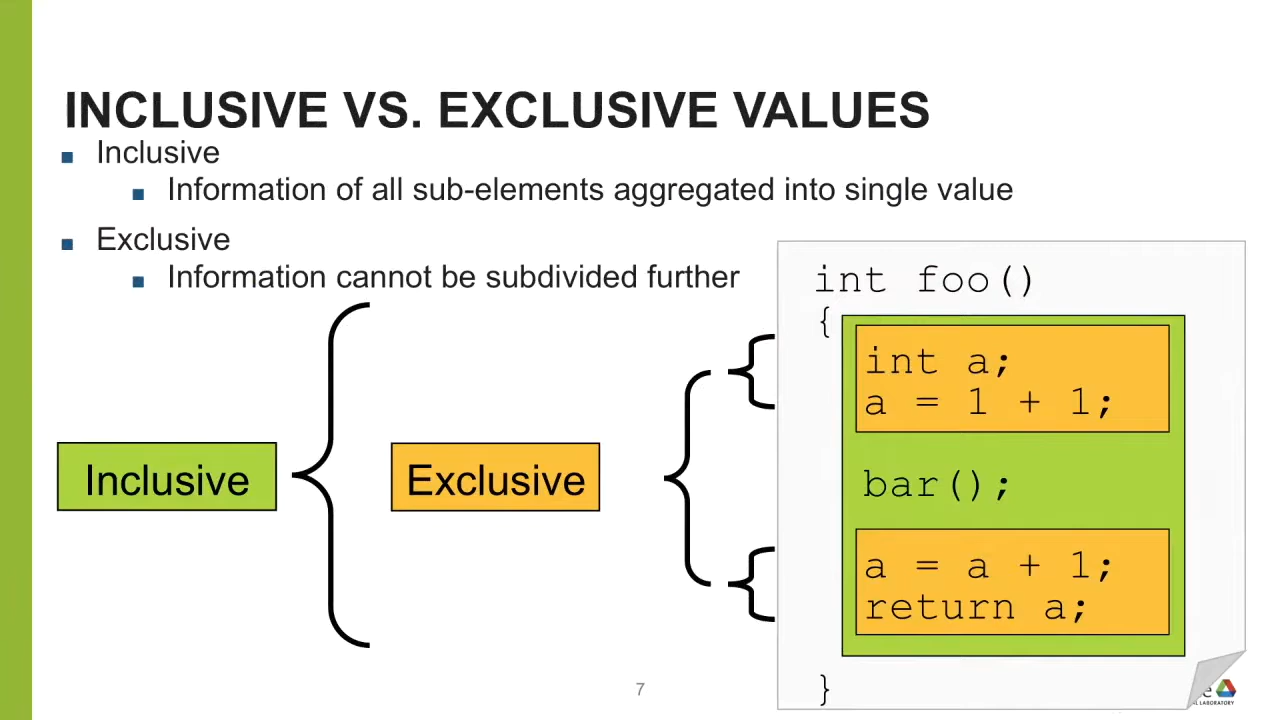 INCLUSIVE VS. EXCLUSIVE VALUES
Inclusive
Information of all sub-elements aggregated into single value
Exclusive
Information cannot be subdivided further
int foo()
{
int a;
a = 1 + 1;
bar();
a = a + 1;
return a;
}
Inclusive
Exclusive
7